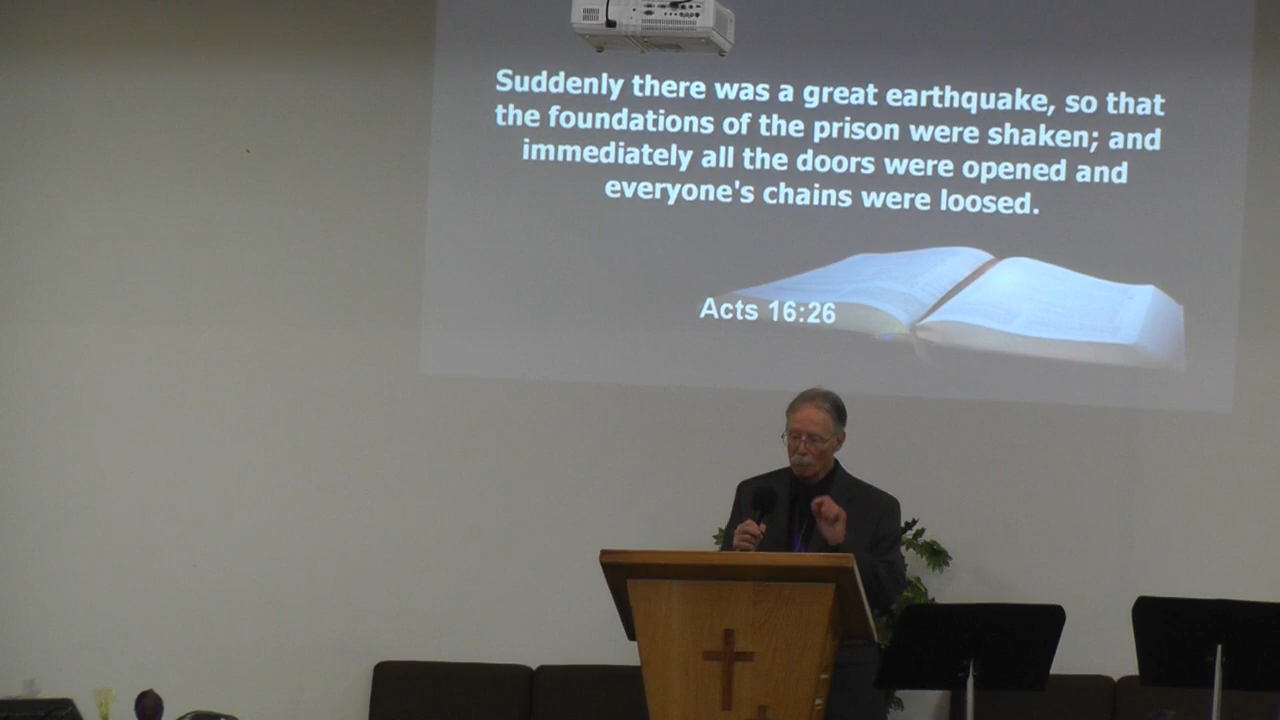 Suddenly there was a great earthquake, so that
the foundations of the prison were shaken; and
immediately all the doors were opened and
everyone's chains were loosed.
Acts 16:26